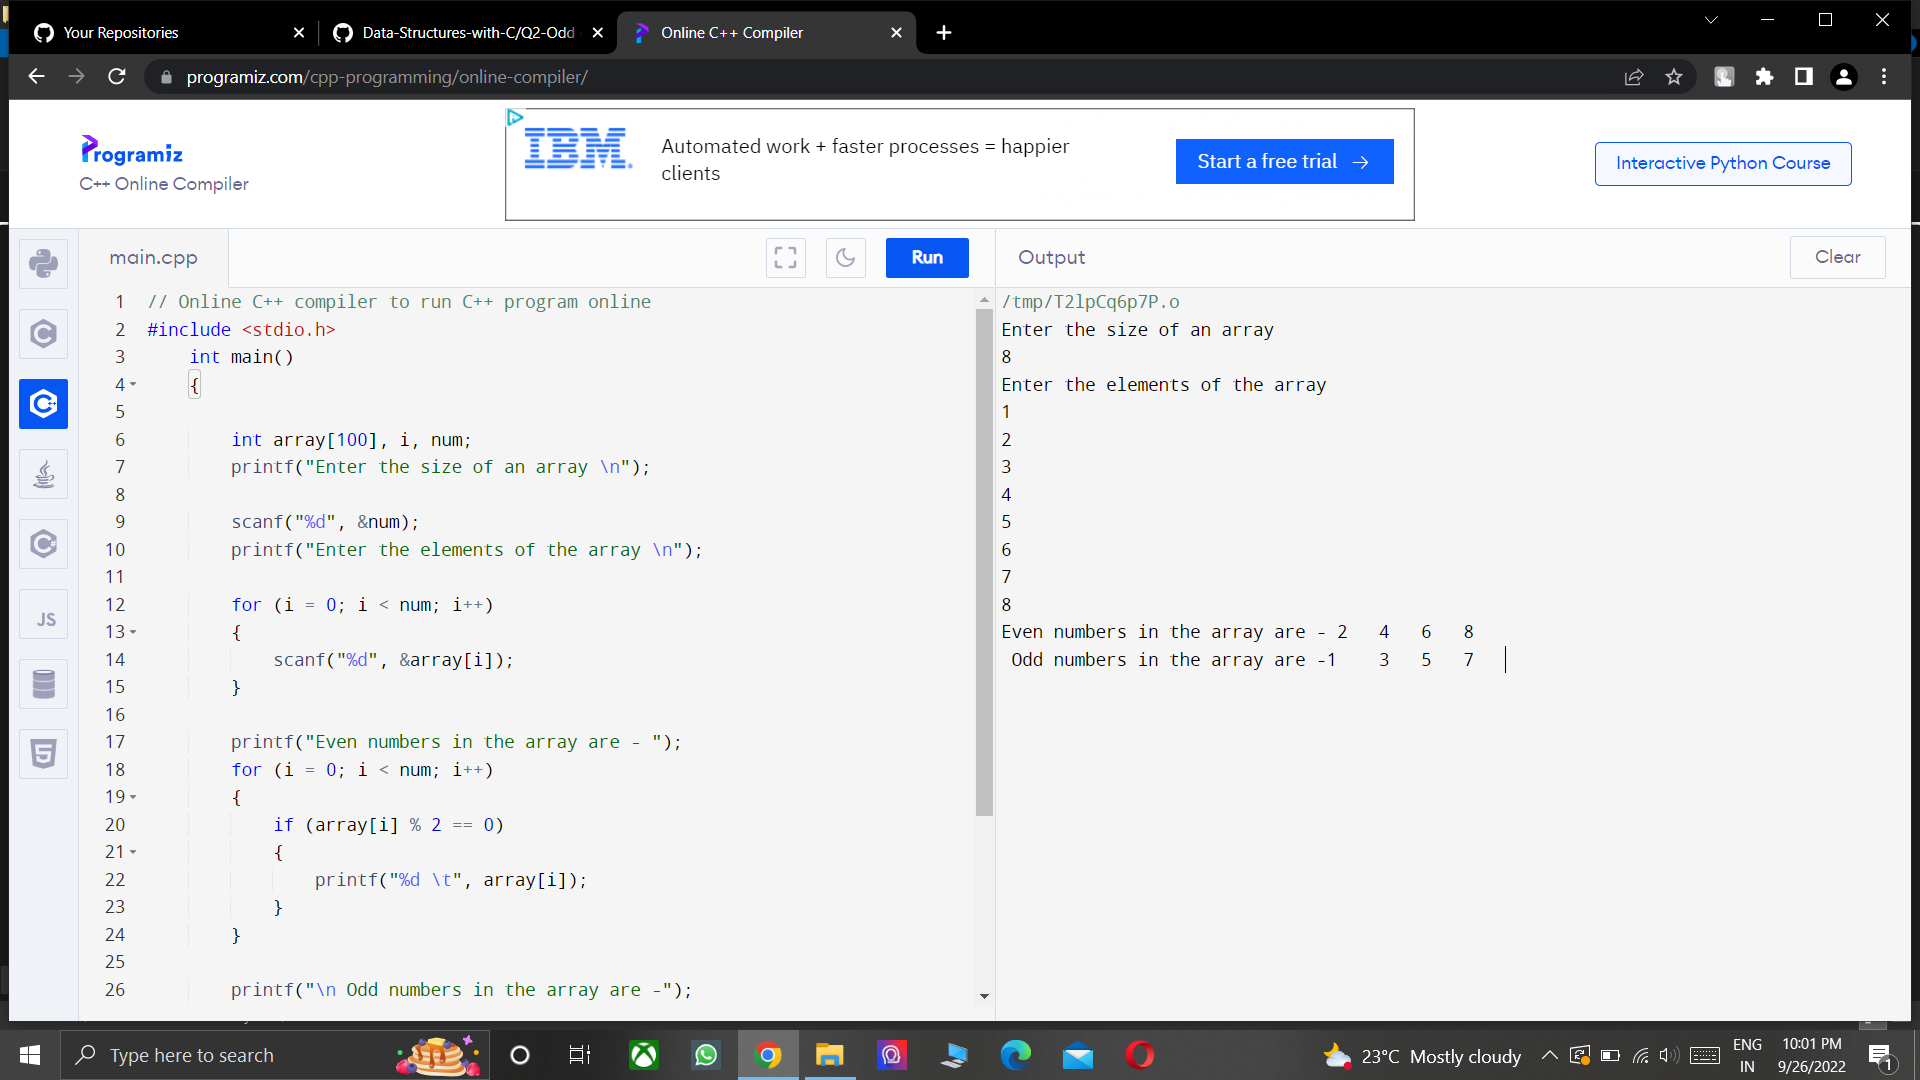 Your Repositories
Data-Structures-with-C/Q2-Odd
Online C++ Compiler
programiz.com/cpp-programming/online-compiler/
Programiz
C++ Online Compiler
IBM
Automated work + faster processes = happier
clients
Start a free trial →
Interactive Python Course
main.cpp
Run
Output
Clear
JS
1 // Online C++ compiler to run C++ program online
2 #include <stdio.h>
3 int main()
4 {
5
6 int array[100], i, num;
7 printf("Enter the size of an array \n");
8
9 scanf("%d", &num);
10 printf("Enter the elements of the array \n");
11
12 for (i = 0; i < num; i++)
13 {
14 scanf("%d", &array[i]);
15 }
16
17 printf("Even numbers in the array are - ");
18 for (i = 0; i < num; i++)
19 {
20 if (array[i] % 2 == 0)
21 {
22 printf("%d \t", array[i]);
23 }
24 }
25
26 printf("\n Odd numbers in the array are -");
/tmp/T2lpCq6p7P.o
Enter the size of an array
8
Enter the elements of the array
1
2
3
4
5
6
7
8
Even numbers in the array are - 2 4 6 8
Odd numbers in the array are -1 3 5 7
Type here to search
23°C Mostly cloudy
ENG
IN
10:01 PM
9/26/2022
1